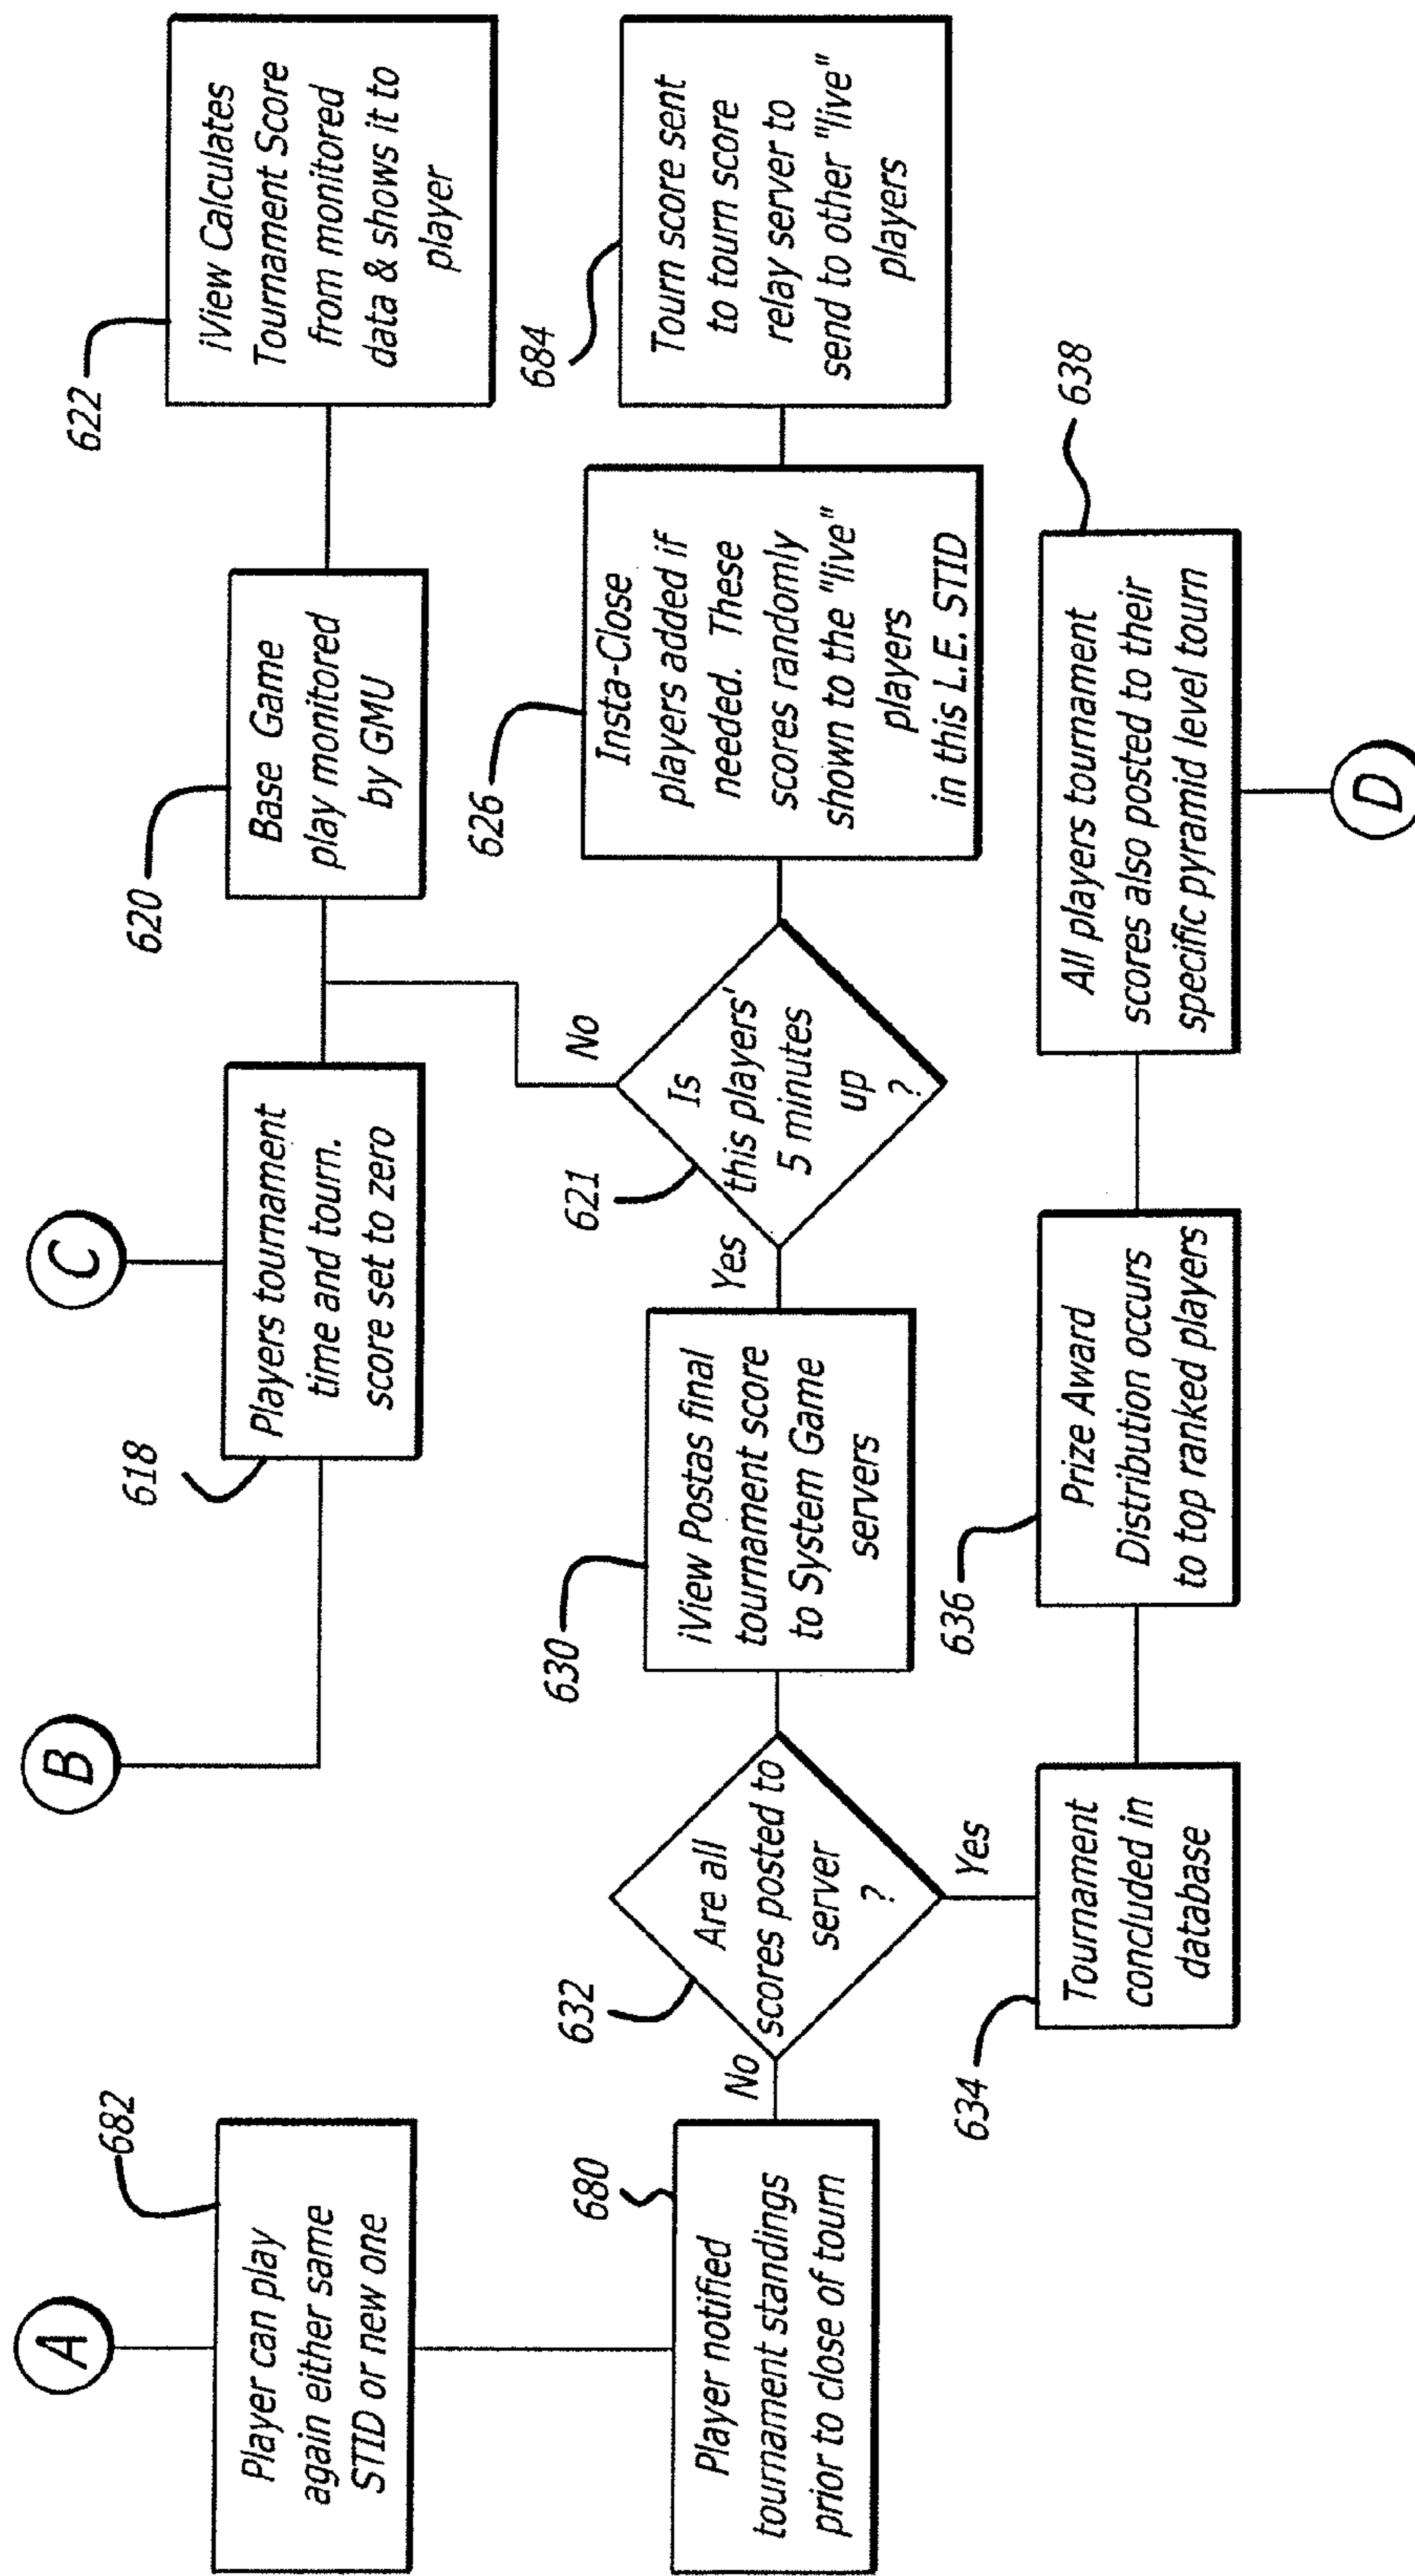 A
B
C
682
Player can play
again either same
STID or new one
618
Players tournament
time and tourn.
score set to zero
620
Base Game
play monitored
by GMU
622
iView Calculates
Tournament Score
from monitored
data & shows it to
player
680
Player notified
tournament standings
prior to close of tourn
No
632
Are all
scores posted to
server
?
Yes
630
iView Postas final
tournament score
to System Game
servers
Yes
621
Is
this players'
5 minutes
up
?
No
626
Insta-Close
players added if
needed. These
scores randomly
shown to the "live"
players
in this L.E. STID
684
Tourn score sent
to tourn score
relay server to
send to other "live"
players
634
Tournament
concluded in
database
636
Prize Award
Distribution occurs
to top ranked players
638
All players tournament
scores also posted to their
specific pyramid level tourn
D